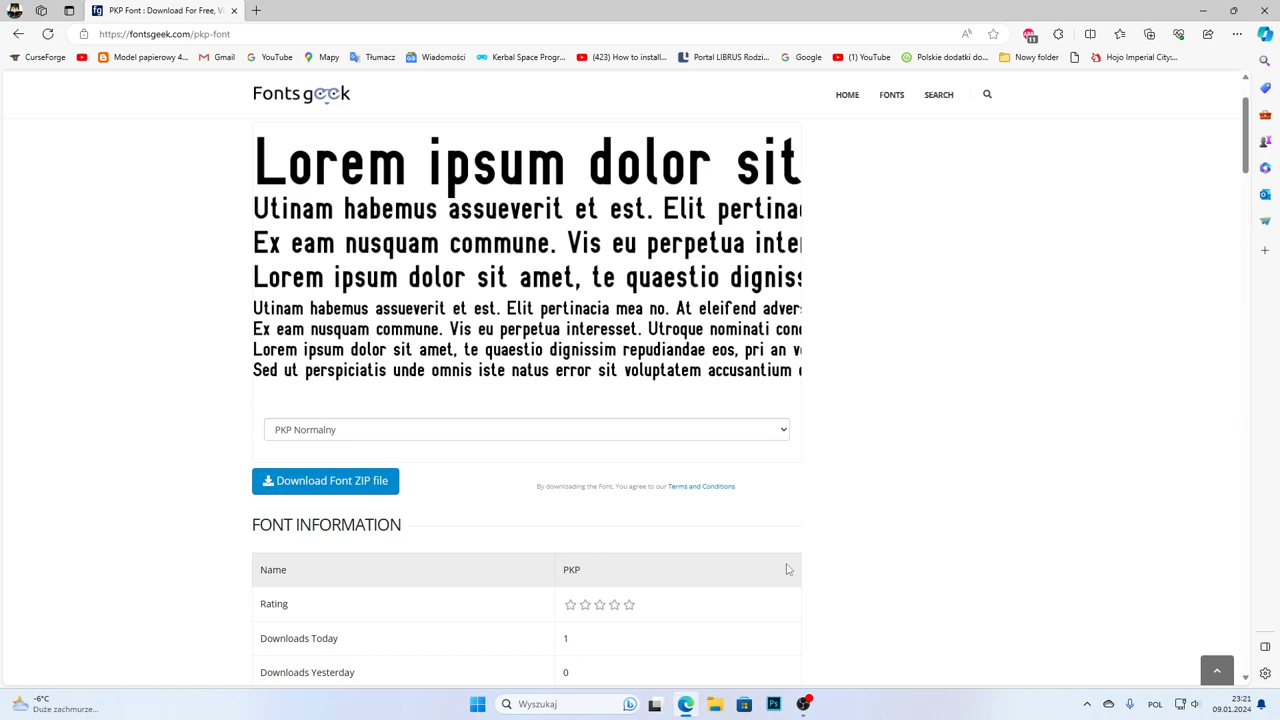 PKP Font : Download For Free, Vi
https://fontsgeek.com/pkp-font
11
CurseForge
Model papierowy 4...
Gmail
YouTube
Mapy
Tłumacz
Wiadomości
Kerbal Space Progr...
(423) How to install...
Portal LIBRUS Rodzi...
Google
(1) YouTube
Polskie dodatki do...
Nowy folder
Hojo Imperial City:...
Fontsgeek
HOME
FONTS
SEARCH
Lorem ipsum dolor sit
Utinam habemus assueverit et est. Elit pertina
Ex eam nusquam commune. Vis eu perpetua inte
Lorem ipsum dolor sit amet, te quaestio digniss
Utinam habemus assueverit et est. Elit pertinacia mea no. At eleifend advers
Ex eam nusquam commune. Vis eu perpetua interesset. Utroque nominati con
Lorem ipsum dolor sit amet, te quaestio dignissim repudiandae eos, pri an v
Sed ut perspiciatis unde omnis iste natus error sit voluptatem accusantium
PKP Normalny
Download Font ZIP file
By downloading the Font, You agree to our Terms and Conditions
FONT INFORMATION
Name
PKP
Rating
Downloads Today
1
Downloads Yesterday
0
-6°C
Duże zachmurze...
Wyszukaj
Ps
POL
23:21
09.01.2024